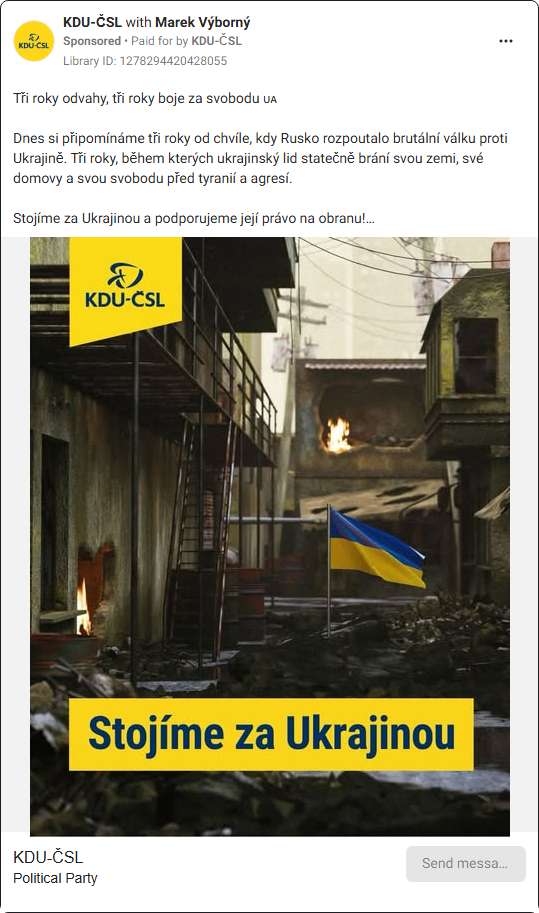 KDU-ČSL with Marek Výborný
Sponsored • Paid for by KDU-ČSL
Library ID: 1278294420428055
Tři roky odvahy, tři roky boje za svobodu UA
Dnes si připomínáme tři roky od chvíle, kdy Rusko rozpoutalo brutální válku proti
Ukrajině. Tři roky, během kterých ukrajinský lid statečně brání svou zemi, své
domovy a svou svobodu před tyranií a agresí.
Stojíme za Ukrajinou a podporujeme její právo na obranu!…
KDU-ČSL
Stojíme za Ukrajinou
KDU-ČSL
Political Party
Send messa...